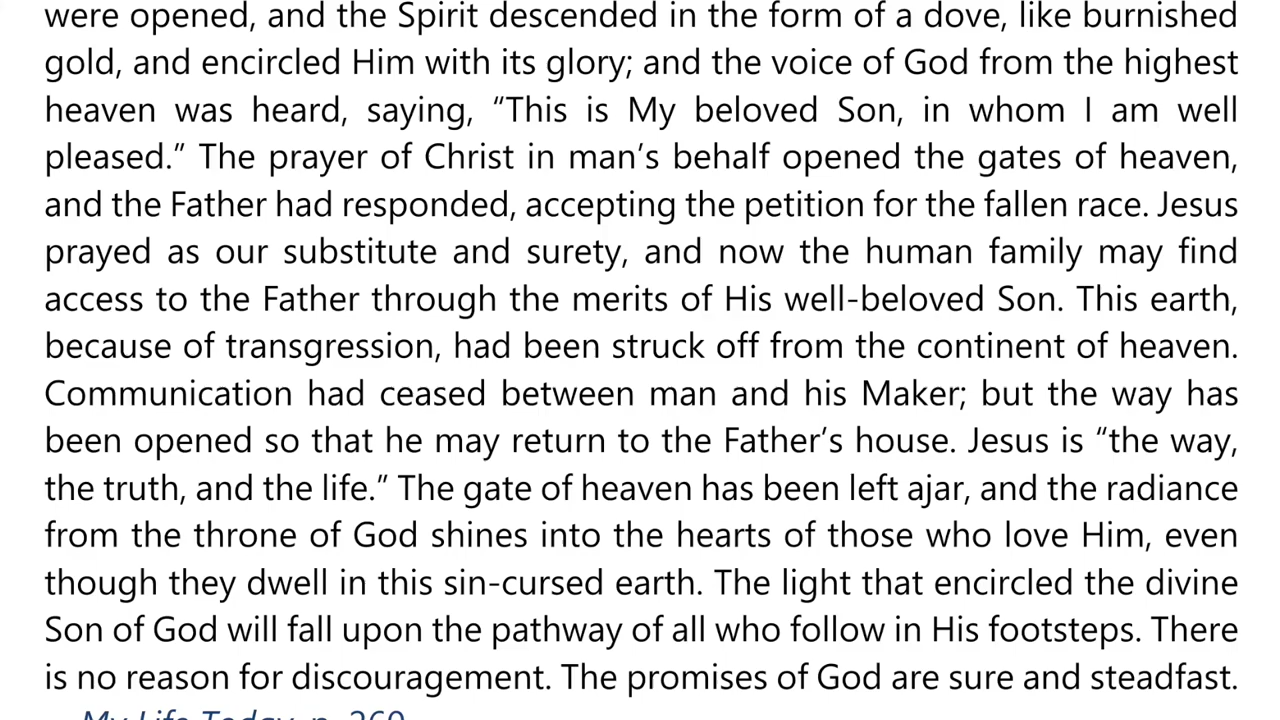 were opened, and the Spirit descended in the form of a dove, like burnished
gold, and encircled Him with its glory; and the voice of God from the highest
heaven was heard, saying, “This is My beloved Son, in whom I am well
pleased.” The prayer of Christ in man’s behalf opened the gates of heaven,
and the Father had responded, accepting the petition for the fallen race. Jesus
prayed as our substitute and surety, and now the human family may find
access to the Father through the merits of His well-beloved Son. This earth,
because of transgression, had been struck off from the continent of heaven.
Communication had ceased between man and his Maker; but the way has
been opened so that he may return to the Father’s house. Jesus is “the way,
the truth, and the life.” The gate of heaven has been left ajar, and the radiance
from the throne of God shines into the hearts of those who love Him, even
though they dwell in this sin-cursed earth. The light that encircled the divine
Son of God will fall upon the pathway of all who follow in His footsteps. There
is no reason for discouragement. The promises of God are sure and steadfast.
My Life Today, p. 260